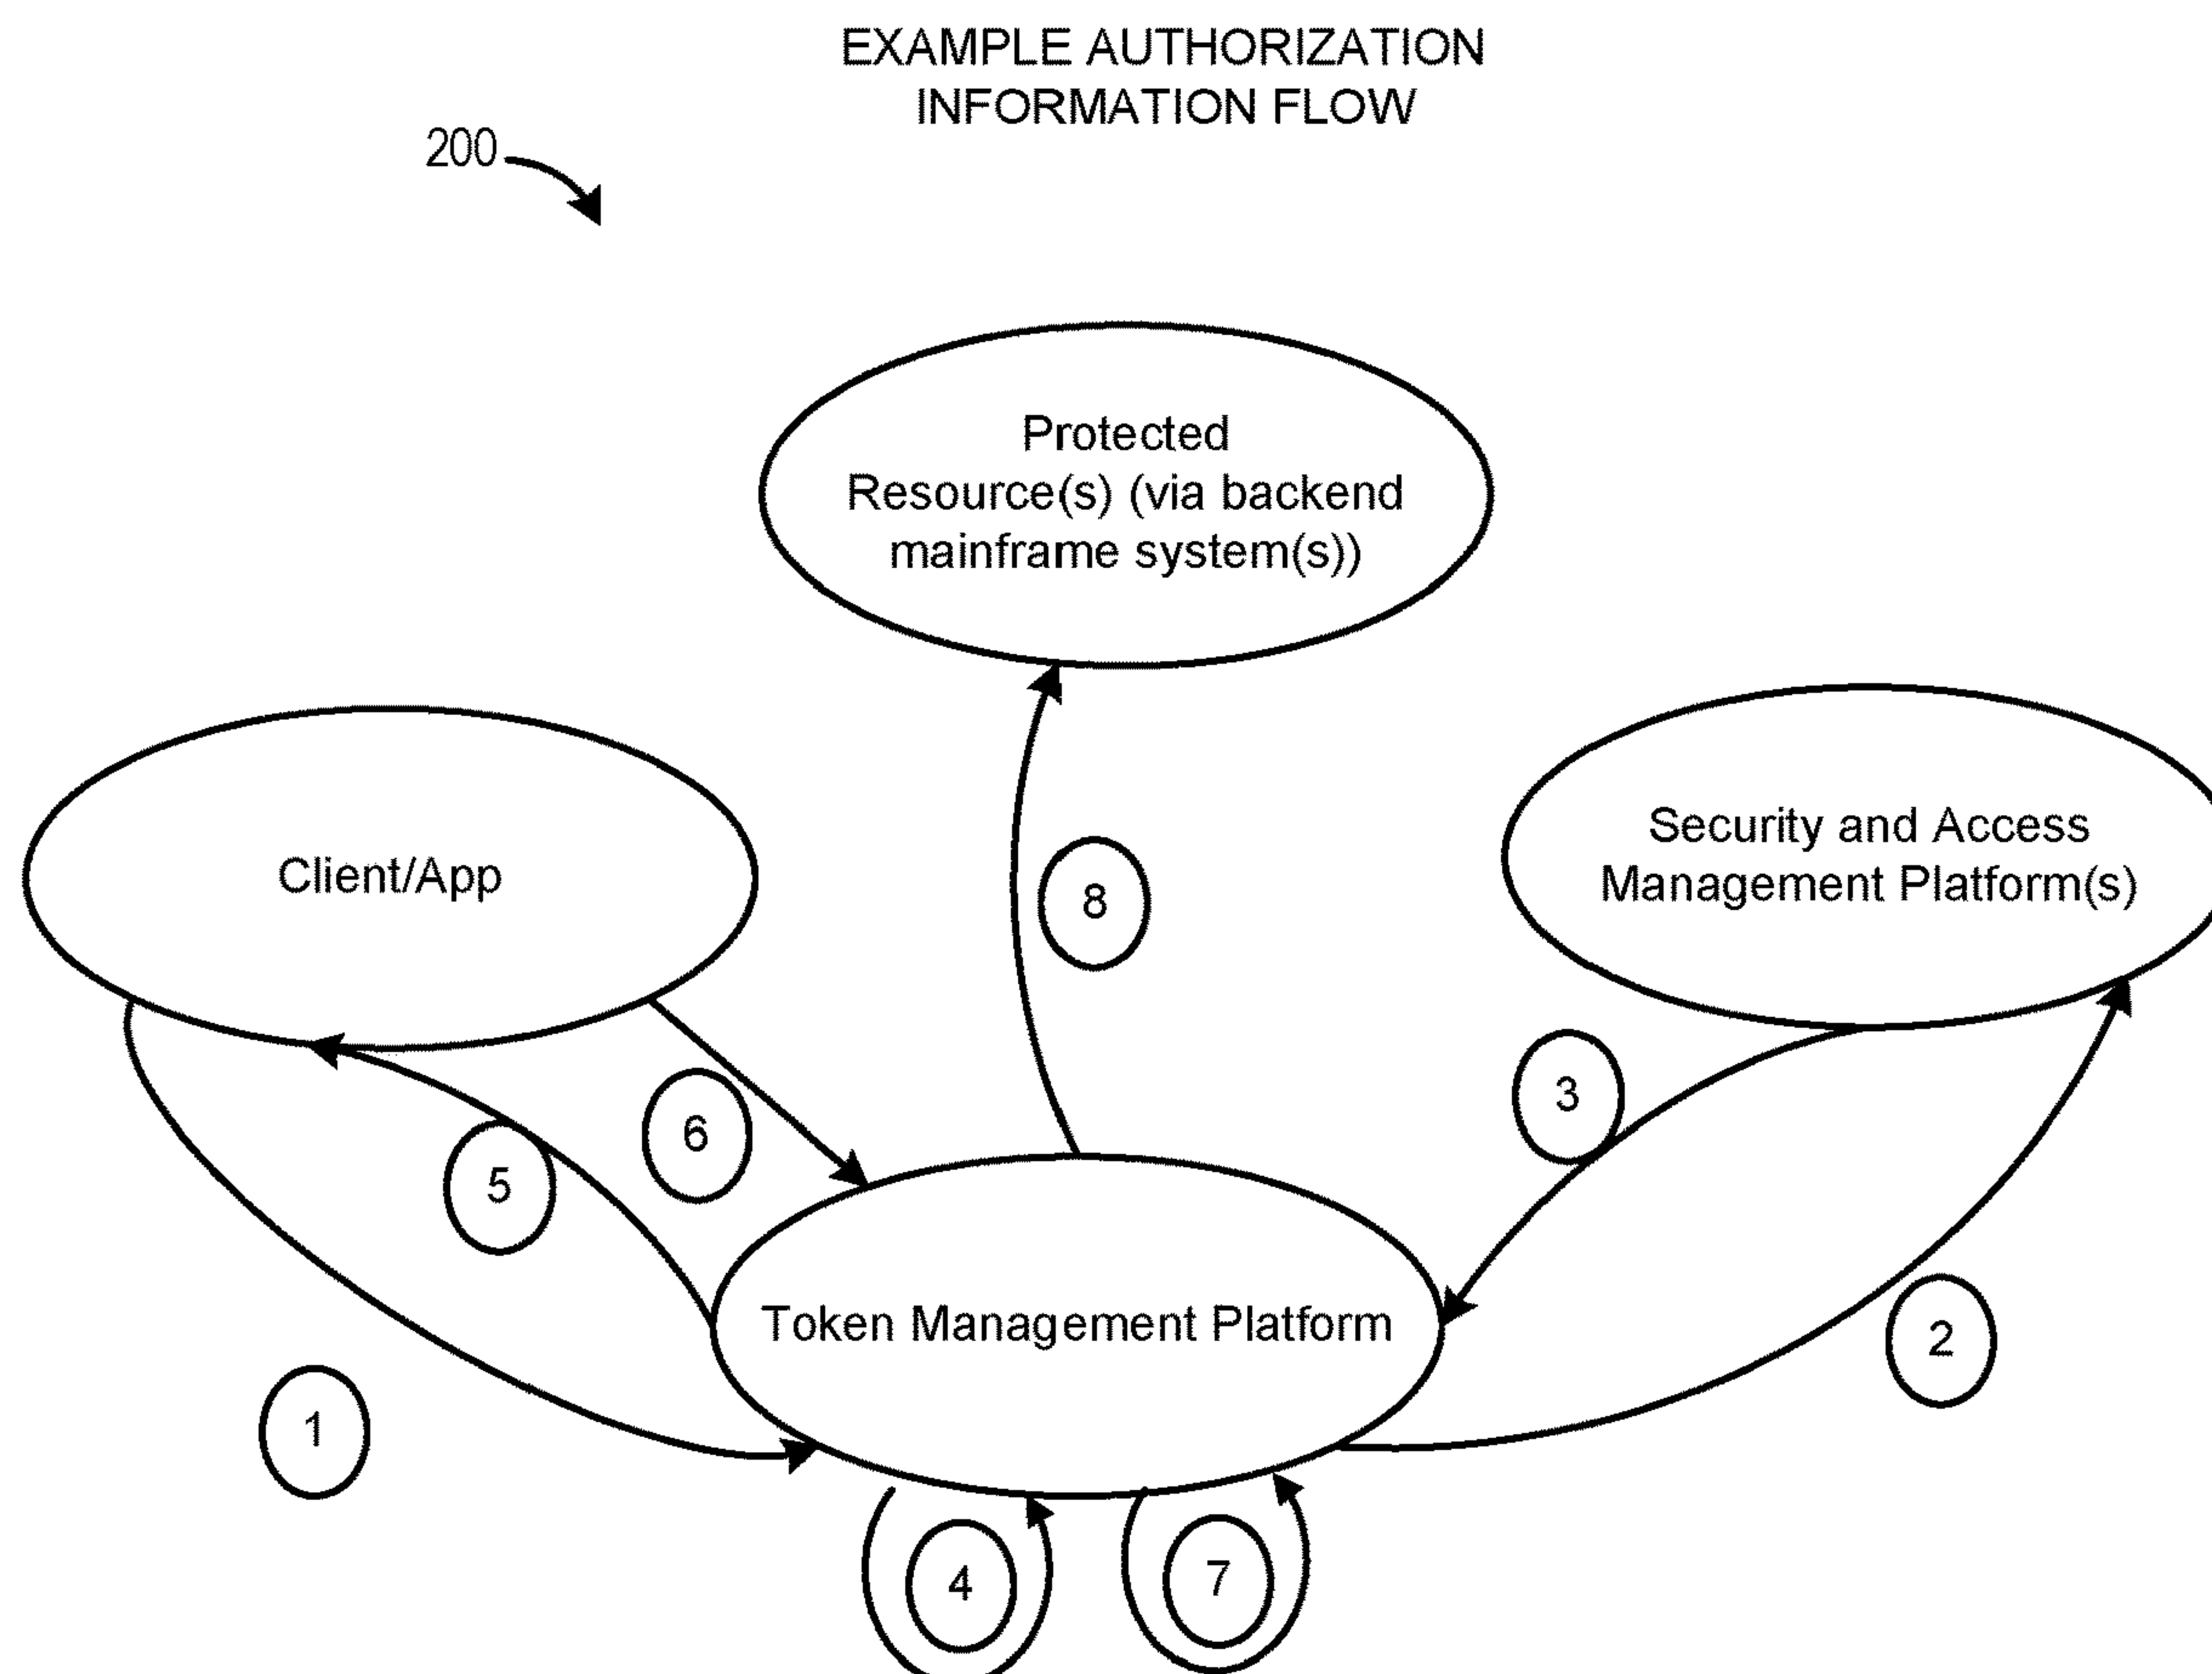 EXAMPLE AUTHORIZATION
INFORMATION FLOW
200
Protected
Resource(s) (via backend
mainframe system(s))
Client/App
Security and Access
Management Platform(s)
8
3
6
5
Token Management Platform
2
1
4
7